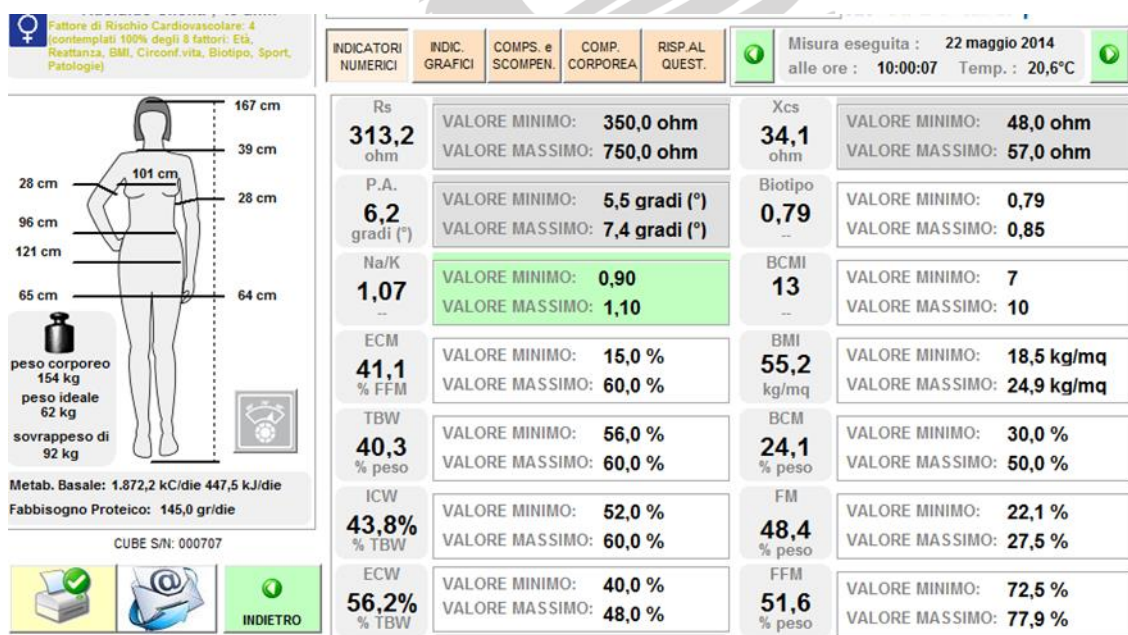 Fattore di Rischio Cardiovascolare: 4
(contemplati 100% degli 8 fattori: Età,
Reattanza, BMI, Circonf.vita, Biotipo, Sport,
Patologie)
INDICATORI
NUMERICI
INDIC.
GRAFICI
COMPS. e
SCOMPEN.
COMP.
CORPOREA
RISP.AL
QUEST.
Misura eseguita : 22 maggio 2014
alle ore : 10:00:07 Temp. : 20,6°C
167 cm
39 cm
101 cm
28 cm
28 cm
96 cm
121 cm
65 cm
64 cm
peso corporeo
154 kg
peso ideale
62 kg
sovrappeso di
92 kg
Metab. Basale: 1.872,2 kC/die 447,5 kJ/die
Fabbisogno Proteico: 145,0 gr/die
CUBE S/N: 000707
INDIETRO
Rs
313,2
ohm
VALORE MINIMO: 350,0 ohm
VALORE MASSIMO: 750,0 ohm
Xcs
34,1
ohm
VALORE MINIMO: 48,0 ohm
VALORE MASSIMO: 57,0 ohm
P.A.
6,2
gradi (°)
VALORE MINIMO: 5,5 gradi (°)
VALORE MASSIMO: 7,4 gradi (°)
Biotipo
0,79
--
VALORE MINIMO: 0,79
VALORE MASSIMO: 0,85
Na/K
1,07
--
VALORE MINIMO: 0,90
VALORE MASSIMO: 1,10
BCMI
13
--
VALORE MINIMO: 7
VALORE MASSIMO: 10
ECM
41,1
% FFM
VALORE MINIMO: 15,0 %
VALORE MASSIMO: 60,0 %
BMI
55,2
kg/mq
VALORE MINIMO: 18,5 kg/mq
VALORE MASSIMO: 24,9 kg/mq
TBW
40,3
% peso
VALORE MINIMO: 56,0 %
VALORE MASSIMO: 60,0 %
BCM
24,1
% peso
VALORE MINIMO: 30,0 %
VALORE MASSIMO: 50,0 %
ICW
43,8%
% TBW
VALORE MINIMO: 52,0 %
VALORE MASSIMO: 60,0 %
FM
48,4
% peso
VALORE MINIMO: 22,1 %
VALORE MASSIMO: 27,5 %
ECW
56,2%
% TBW
VALORE MINIMO: 40,0 %
VALORE MASSIMO: 48,0 %
FFM
51,6
% peso
VALORE MINIMO: 72,5 %
VALORE MASSIMO: 77,9 %